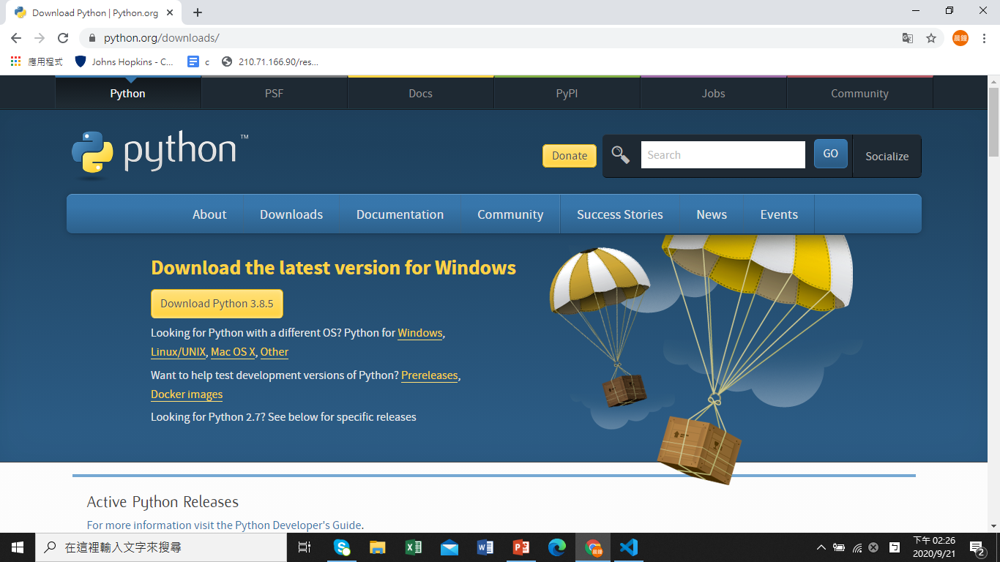 Download Python | Python.org
python.org/downloads/
晨鐘
應用程式 Johns Hopkins - C... c 210.71.166.90/res...
Python PSF Docs PyPI Jobs Community
python™
Donate Search GO Socialize
About Downloads Documentation Community Success Stories News Events
Download the latest version for Windows
Download Python 3.8.5
Looking for Python with a different OS? Python for Windows,
Linux/UNIX, Mac OS X, Other
Want to help test development versions of Python? Prereleases,
Docker images
Looking for Python 2.7? See below for specific releases
Active Python Releases
For more information visit the Python Developer's Guide.
在這裡輸入文字來搜尋
下午 02:26
2020/9/21
2